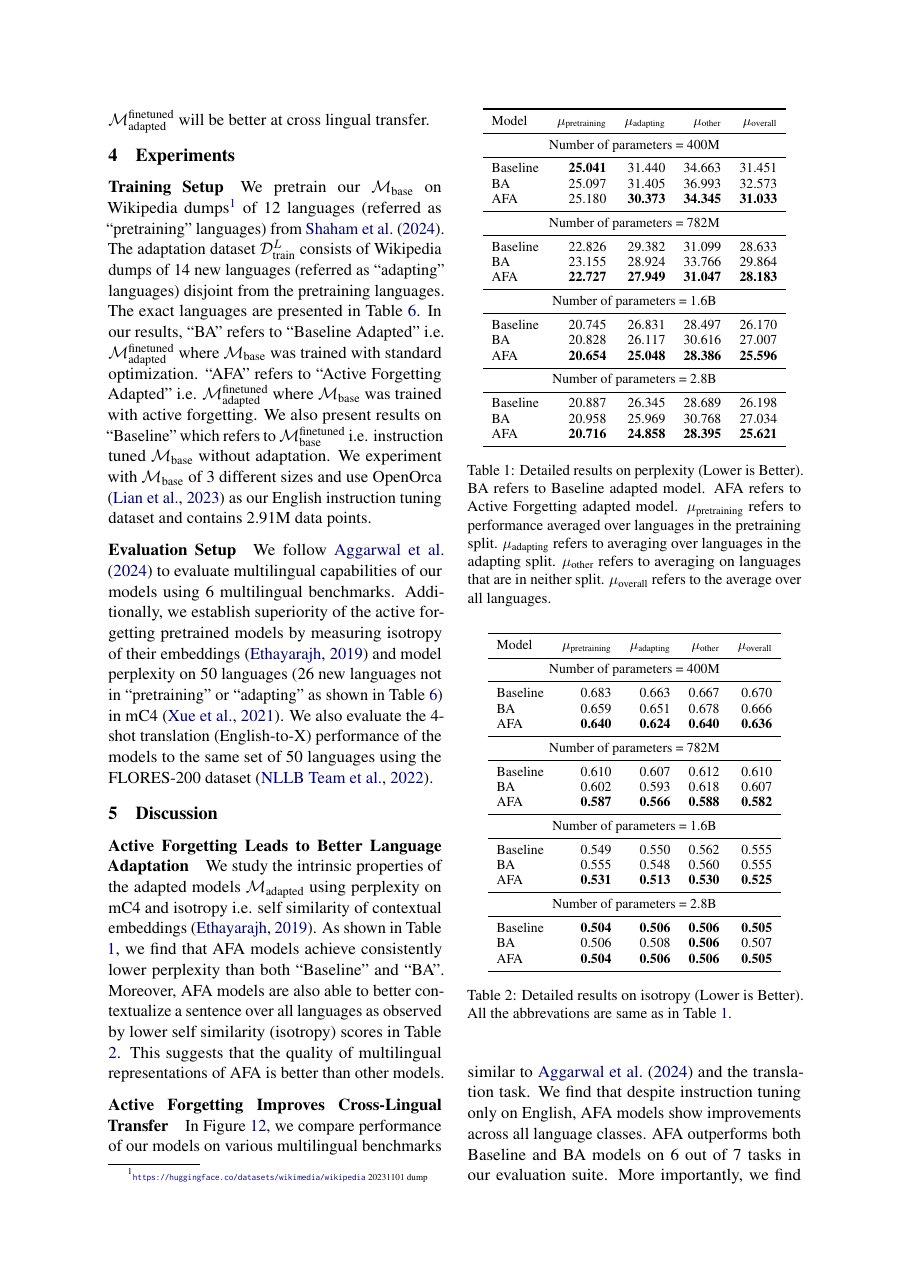 M^finetuned_adapted will be better at cross lingual transfer.
4 Experiments
Training Setup We pretrain our M_base on
Wikipedia dumps¹ of 12 languages (referred as
“pretraining” languages) from Shaham et al. (2024).
The adaptation dataset D^L_train consists of Wikipedia
dumps of 14 new languages (referred as “adapting”
languages) disjoint from the pretraining languages.
The exact languages are presented in Table 6. In
our results, “BA” refers to “Baseline Adapted” i.e.
M^finetuned_adapted where M_base was trained with standard
optimization. “AFA” refers to “Active Forgetting
Adapted” i.e. M^finetuned_adapted where M_base was trained
with active forgetting. We also present results on
“Baseline” which refers to M^finetuned_base i.e. instruction
tuned M_base without adaptation. We experiment
with M_base of 3 different sizes and use OpenOrca
(Lian et al., 2023) as our English instruction tuning
dataset and contains 2.91M data points.
Evaluation Setup We follow Aggarwal et al.
(2024) to evaluate multilingual capabilities of our
models using 6 multilingual benchmarks. Addi-
tionally, we establish superiority of the active for-
getting pretrained models by measuring isotropy
of their embeddings (Ethayarajh, 2019) and model
perplexity on 50 languages (26 new languages not
in “pretraining” or “adapting” as shown in Table 6)
in mC4 (Xue et al., 2021). We also evaluate the 4-
shot translation (English-to-X) performance of the
models to the same set of 50 languages using the
FLORES-200 dataset (NLLB Team et al., 2022).
5 Discussion
Active Forgetting Leads to Better Language
Adaptation We study the intrinsic properties of
the adapted models M_adapted using perplexity on
mC4 and isotropy i.e. self similarity of contextual
embeddings (Ethayarajh, 2019). As shown in Table
1, we find that AFA models achieve consistently
lower perplexity than both “Baseline” and “BA”.
Moreover, AFA models are also able to better con-
textualize a sentence over all languages as observed
by lower self similarity (isotropy) scores in Table
2. This suggests that the quality of multilingual
representations of AFA is better than other models.
Active Forgetting Improves Cross-Lingual
Transfer In Figure 12, we compare performance
of our models on various multilingual benchmarks
¹https://huggingface.co/datasets/wikimedia/wikipedia 20231101 dump
Model μpretraining μadapting μother μoverall
Number of parameters = 400M
Baseline 25.041 31.440 34.663 31.451
BA 25.097 31.405 36.993 32.573
AFA 25.180 30.373 34.345 31.033
Number of parameters = 782M
Baseline 22.826 29.382 31.099 28.633
BA 23.155 28.924 33.766 29.864
AFA 22.727 27.949 31.047 28.183
Number of parameters = 1.6B
Baseline 20.745 26.831 28.497 26.170
BA 20.828 26.117 30.616 27.007
AFA 20.654 25.048 28.386 25.596
Number of parameters = 2.8B
Baseline 20.887 26.345 28.689 26.198
BA 20.958 25.969 30.768 27.034
AFA 20.716 24.858 28.395 25.621
Table 1: Detailed results on perplexity (Lower is Better).
BA refers to Baseline adapted model. AFA refers to
Active Forgetting adapted model. μpretraining refers to
performance averaged over languages in the pretraining
split. μadapting refers to averaging over languages in the
adapting split. μother refers to averaging on languages
that are in neither split. μoverall refers to the average over
all languages.
Model μpretraining μadapting μother μoverall
Number of parameters = 400M
Baseline 0.683 0.663 0.667 0.670
BA 0.659 0.651 0.678 0.666
AFA 0.640 0.624 0.640 0.636
Number of parameters = 782M
Baseline 0.610 0.607 0.612 0.610
BA 0.602 0.593 0.618 0.607
AFA 0.587 0.566 0.588 0.582
Number of parameters = 1.6B
Baseline 0.549 0.550 0.562 0.555
BA 0.555 0.548 0.560 0.555
AFA 0.531 0.513 0.530 0.525
Number of parameters = 2.8B
Baseline 0.504 0.506 0.506 0.505
BA 0.506 0.508 0.506 0.507
AFA 0.504 0.506 0.506 0.505
Table 2: Detailed results on isotropy (Lower is Better).
All the abbrevations are same as in Table 1.
similar to Aggarwal et al. (2024) and the transla-
tion task. We find that despite instruction tuning
only on English, AFA models show improvements
across all language classes. AFA outperforms both
Baseline and BA models on 6 out of 7 tasks in
our evaluation suite. More importantly, we find